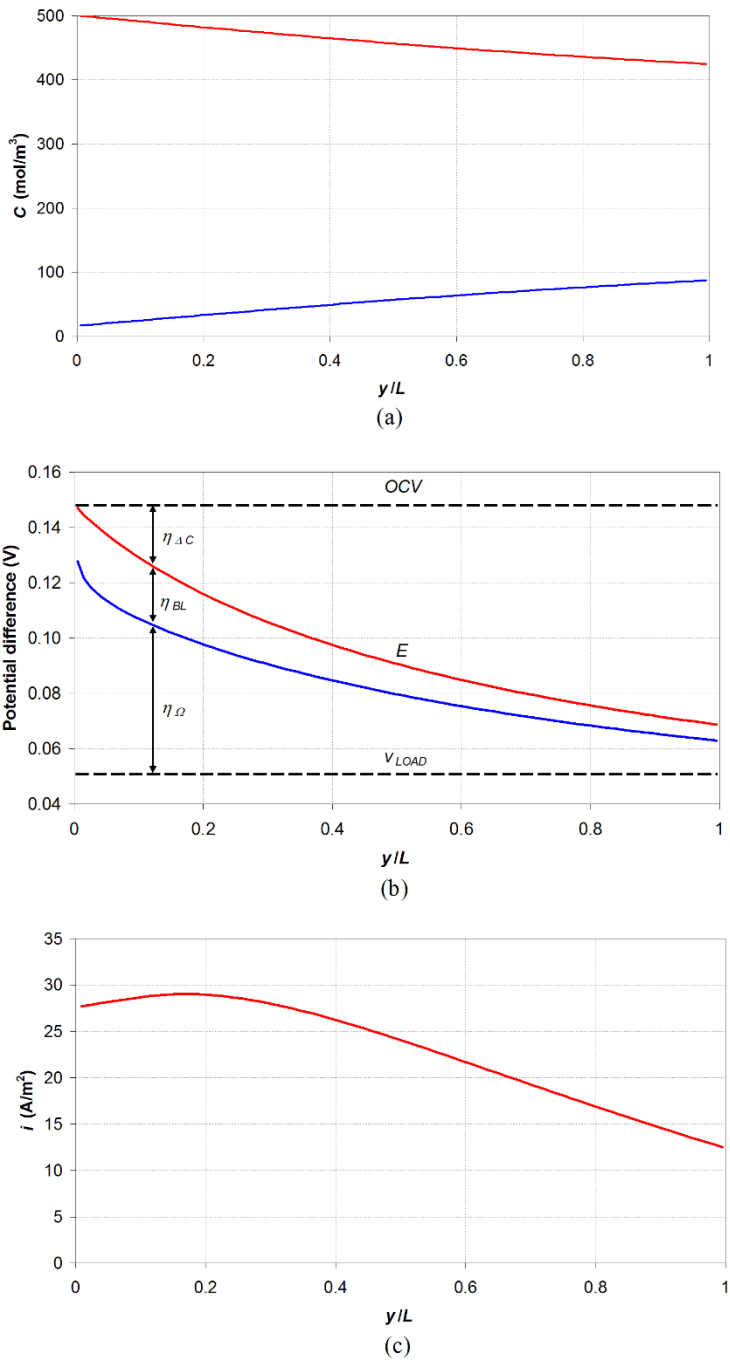 500
400
300
200
100
0
C (mol/m³)
0 0.2 0.4 0.6 0.8 1
y/L
(a)
0.16
0.14
0.12
0.10
0.08
0.06
0.04
Potential difference (V)
OCV
η ΔC
η BL
E
η Ω
V LOAD
0 0.2 0.4 0.6 0.8 1
y/L
(b)
35
30
25
20
15
10
5
0
i (A/m²)
0 0.2 0.4 0.6 0.8 1
y/L
(c)